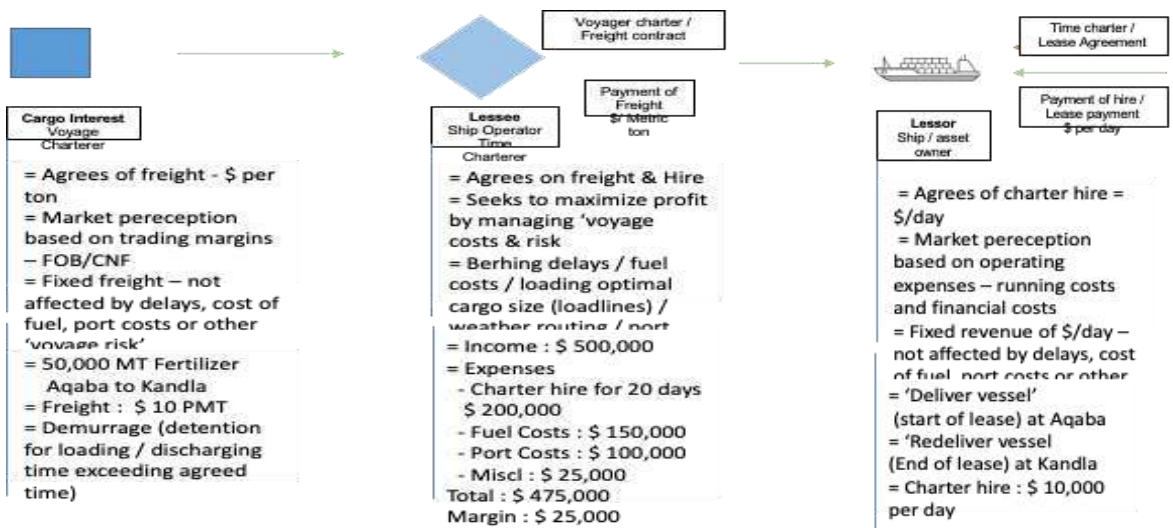 Voyager charter /
Freight contract
Time charter /
Lease Agreement
Payment of
Freight
$/ Metric
ton
Payment of hire /
Lease payment
$ per day
Cargo Interest
Voyage
Charterer
Lessee
Ship Operator
Time
Charterer
Lessor
Ship / asset
owner
= Agrees of freight - $ per
ton
= Market pereception
based on trading margins
– FOB/CNF
= Fixed freight – not
affected by delays, cost of
fuel, port costs or other
‘voyage risk’
= 50,000 MT Fertilizer
Aqaba to Kandla
= Freight : $ 10 PMT
= Demurrage (detention
for loading / discharging
time exceeding agreed
time)
= Agrees on freight & Hire
= Seeks to maximize profit
by managing ‘voyage
costs & risk
= Berhing delays / fuel
costs / loading optimal
cargo size (loadlines) /
weather routing / port
= Income : $ 500,000
= Expenses
- Charter hire for 20 days
$ 200,000
- Fuel Costs : $ 150,000
- Port Costs : $ 100,000
- Miscl : $ 25,000
Total : $ 475,000
Margin : $ 25,000
= Agrees of charter hire =
$/day
= Market pereception
based on operating
expenses – running costs
and financial costs
= Fixed revenue of $/day –
not affected by delays, cost
of fuel, port costs or other
= ‘Deliver vessel’
(start of lease) at Aqaba
= ‘Redeliver vessel
(End of lease) at Kandla
= Charter hire : $ 10,000
per day